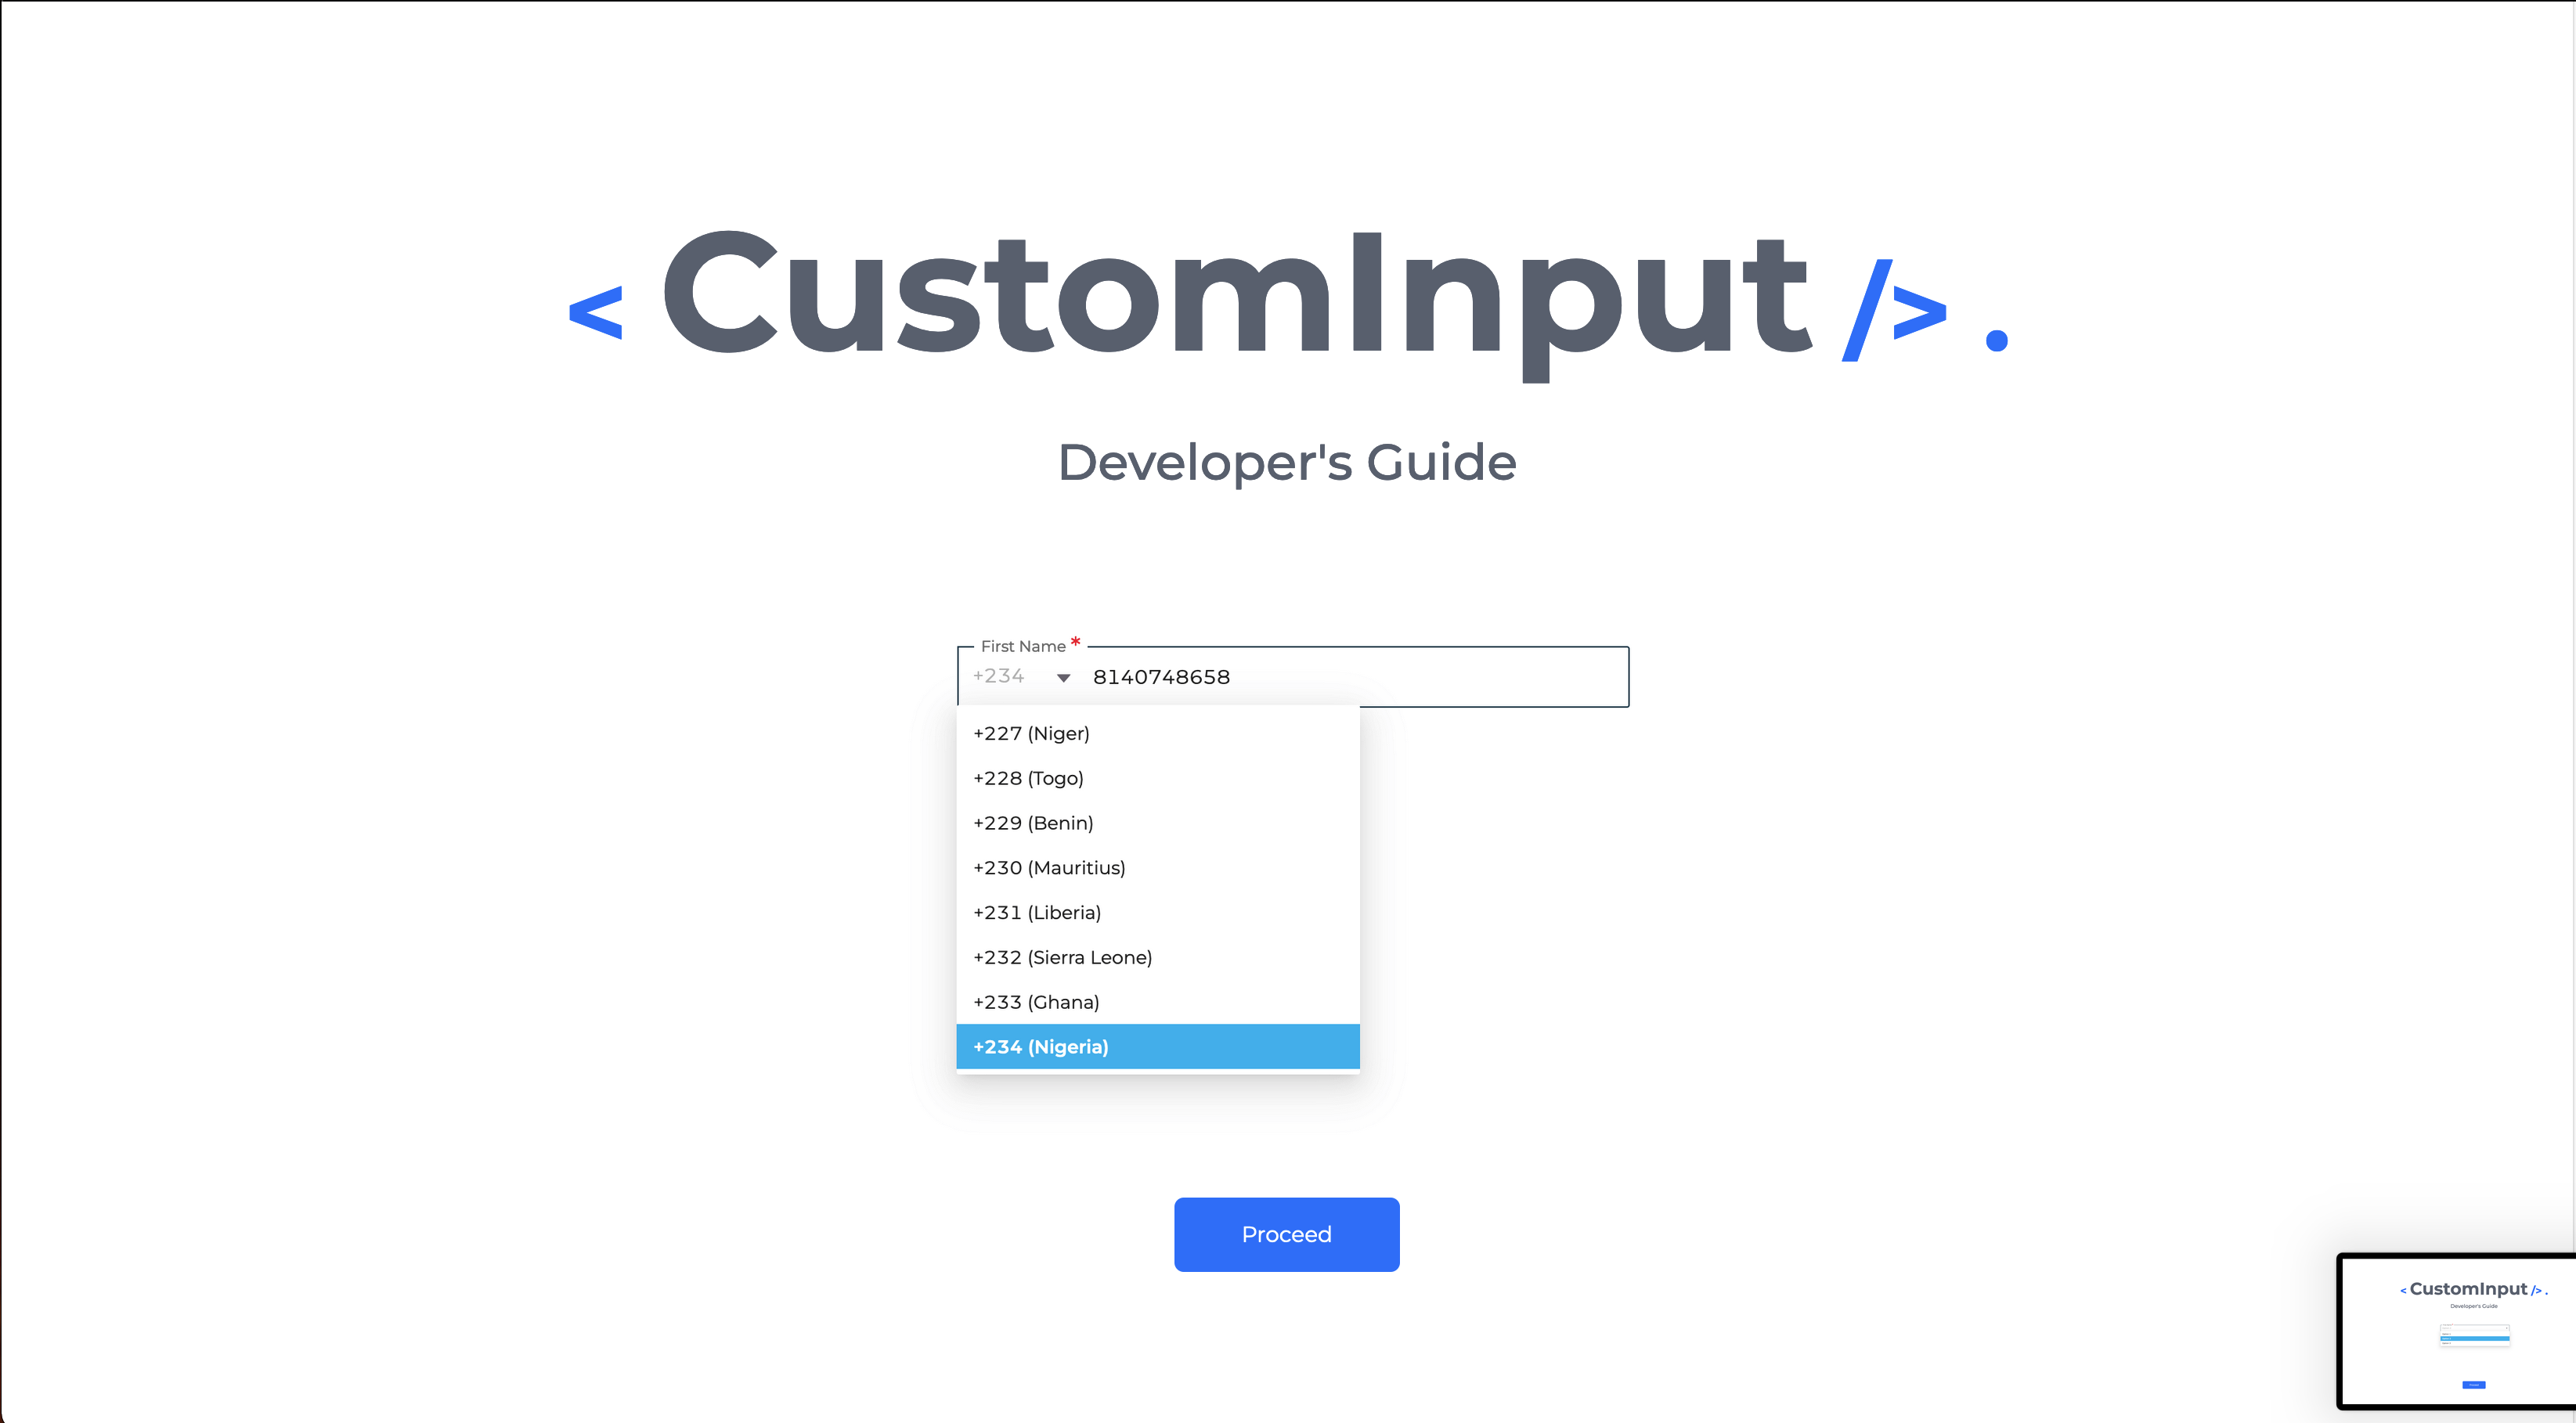 < CustomInput /> .
Developer's Guide
First Name *
+234 8140748658
+227 (Niger)
+228 (Togo)
+229 (Benin)
+230 (Mauritius)
+231 (Liberia)
+232 (Sierra Leone)
+233 (Ghana)
+234 (Nigeria)
Proceed
< CustomInput /> .
Developer's Guide